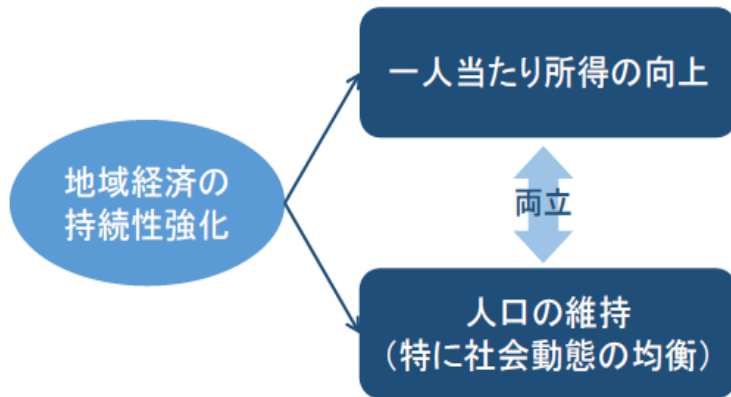 地域経済の
持続性強化
一人当たり所得の向上
両立
人口の維持
（特に社会動態の均衡）